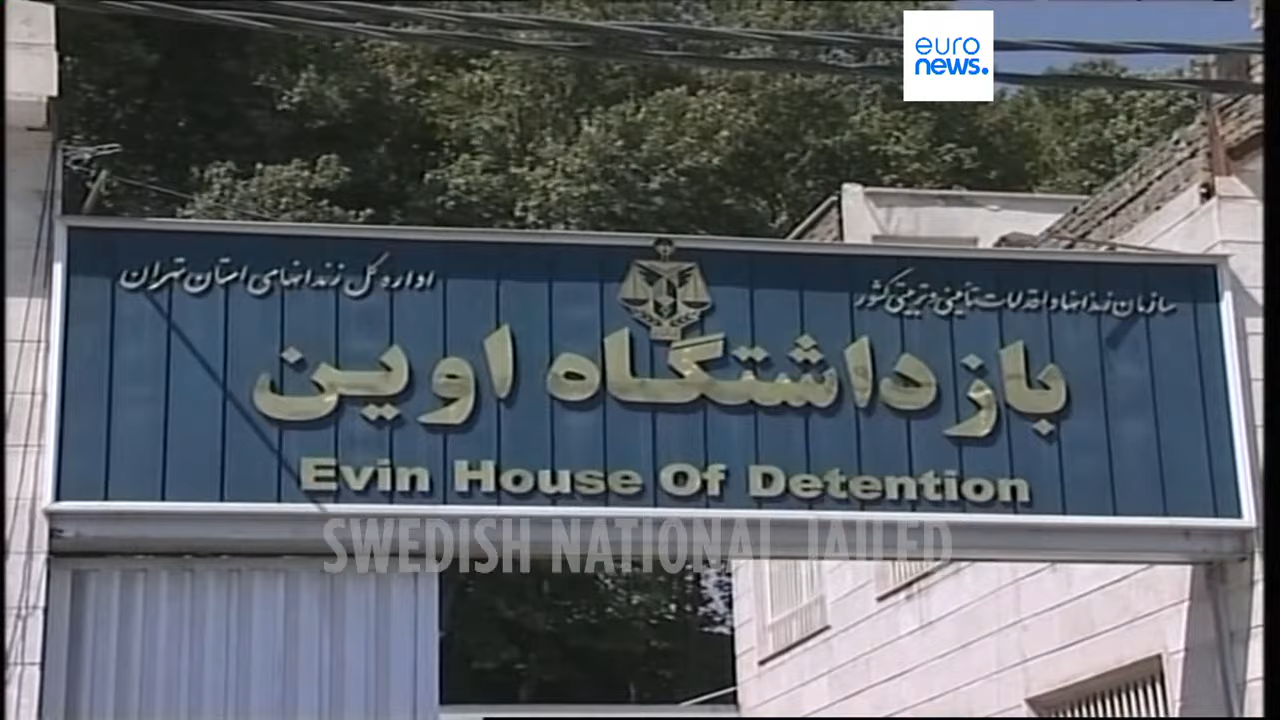 euro
news.
سازمان زندانها و اقدامات تأمینی و تربیتی کشور
اداره کل زندانهای استان تهران
بازداشتگاه اوین
Evin House Of Detention
SWEDISH NATIONAL JAILED